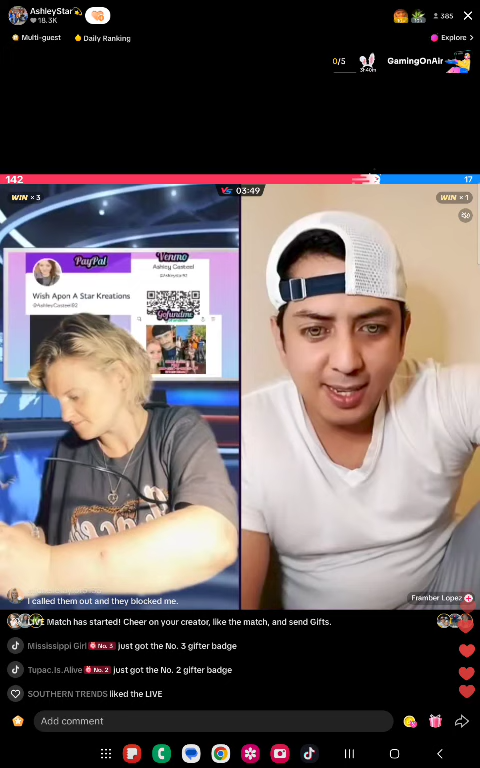 AshleyStar
18.3K
385
Multi-guest
Daily Ranking
Explore
0/5
3h40m
GamingOnAir
142
17
WIN × 3
VS 03:49
WIN × 1
PayPal
Venmo
Ashley Casteel
Wish Apon A Star Kreations
@AshleyCasteel92
Gofundme
I called them out and they blocked me.
Framber Lopez
LIVE Match has started! Cheer on your creator, like the match, and send Gifts.
Mississippi Girl No. 3 just got the No. 3 gifter badge
Tupac.Is.Alive No. 2 just got the No. 2 gifter badge
SOUTHERN TRENDS liked the LIVE
Add comment